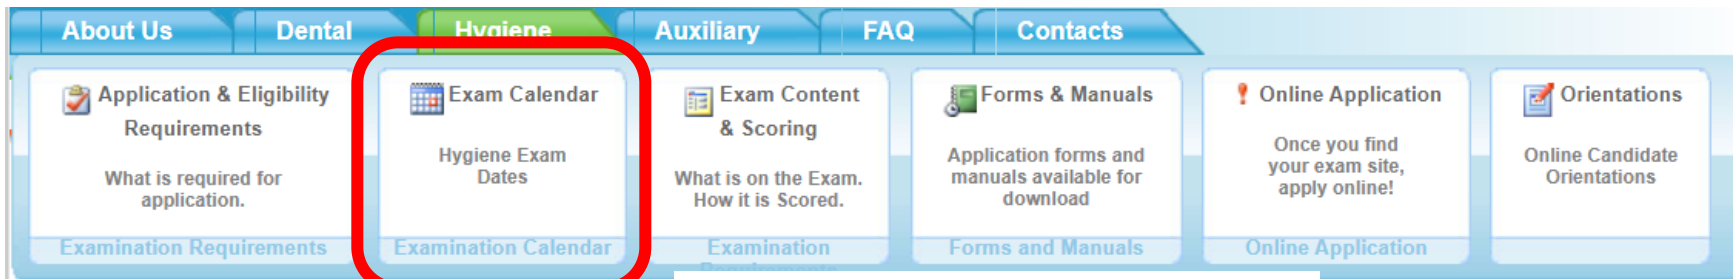 About Us Dental Hygiene Auxiliary FAQ Contacts
Application & Eligibility
Requirements
What is required for
application.
Examination Requirements
Exam Calendar
Hygiene Exam
Dates
Examination Calendar
Exam Content
& Scoring
What is on the Exam.
How it is Scored.
Examination
Requirements
Forms & Manuals
Application forms and
manuals available for
download
Forms and Manuals
Online Application
Once you find
your exam site,
apply online!
Online Application
Orientations
Online Candidate
Orientations